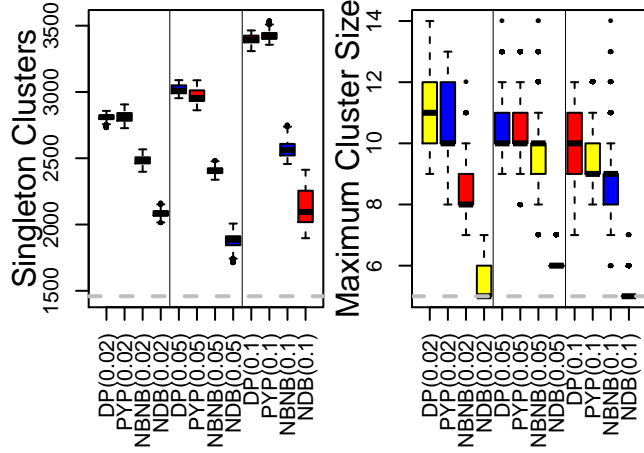 Singleton Clusters
3500
3000
2500
2000
1500
DP(0.02)
PYP(0.02)
NBNB(0.02)
NDB(0.02)
DP(0.05)
PYP(0.05)
NBNB(0.05)
NDB(0.05)
DP(0.1)
PYP(0.1)
NBNB(0.1)
NDB(0.1)
Maximum Cluster Size
14
12
10
8
6
DP(0.02)
PYP(0.02)
NBNB(0.02)
NDB(0.02)
DP(0.05)
PYP(0.05)
NBNB(0.05)
NDB(0.05)
DP(0.1)
PYP(0.1)
NBNB(0.1)
NDB(0.1)